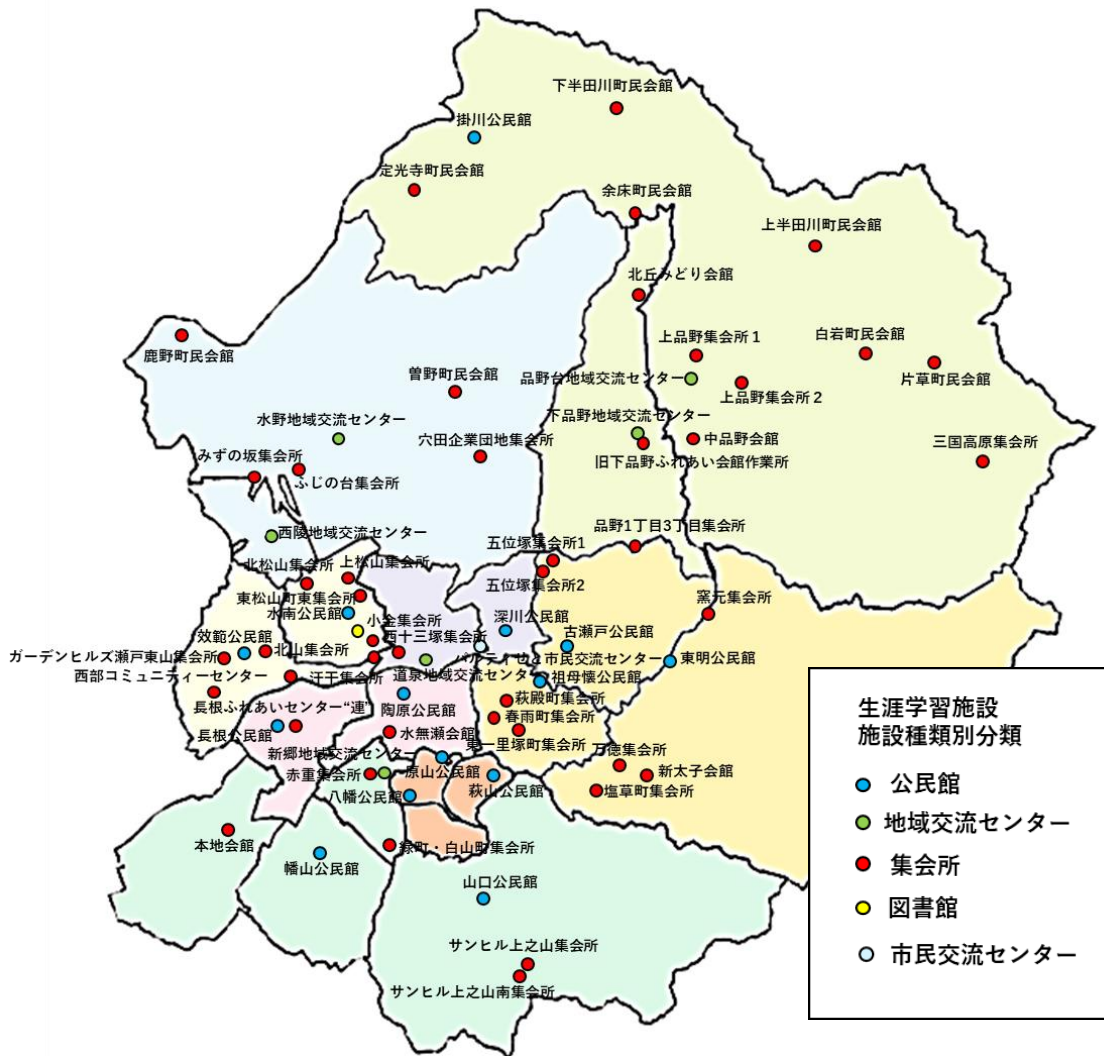 下半田川町民会館
掛川公民館
定光寺町民会館
余床町民会館
上半田川町民会館
北丘みどり会館
鹿野町民会館
上品野集会所１
白岩町民会館
曽野町民会館
品野台地域交流センター
片草町民会館
上品野集会所２
水野地域交流センター
下品野地域交流センター
穴田企業団地集会所
中品野会館
三国高原集会所
みずの坂集会所
ふじの台集会所
旧下品野ふれあい会館作業所
西陵地域交流センター
品野1丁目3丁目集会所
五位塚集会所1
北松山集会所
上松山集会所
五位塚集会所2
東松山町東集会所
窯元集会所
水南公民館
小金集会所
深川公民館
効範公民館
西十三塚集会所
古瀬戸公民館
ガーデンヒルズ瀬戸東山集会所
北山集会所
パルティせと市民交流センター
東明公民館
西部コミュニティーセンター
汗干集会所
道泉地域交流センター
祖母懐公民館
長根ふれあいセンター“連”
陶原公民館
萩殿町集会所
長根公民館
水無瀬会館
春雨町集会所
新郷地域交流センター
東一里塚町集会所
万徳集会所
赤重集会所
原山公民館
新太子会館
八幡公民館
萩山公民館
塩草町集会所
本地会館
緑町・白山町集会所
幡山公民館
山口公民館
サンヒル上之山集会所
サンヒル上之山南集会所
生涯学習施設
施設種類別分類
公民館
地域交流センター
集会所
図書館
市民交流センター